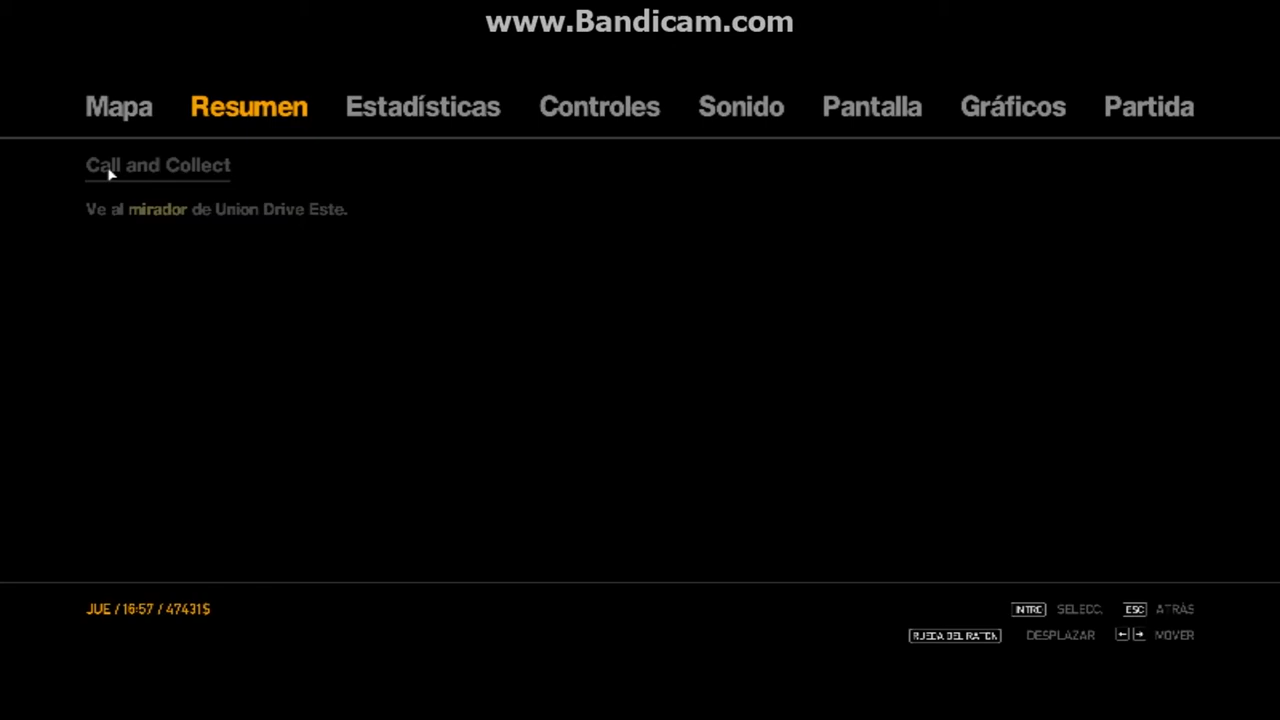 www.Bandicam.com
Mapa Resumen Estadísticas Controles Sonido Pantalla Gráficos Partida
Call and Collect
Ve al mirador de Union Drive Este.
JUE / 16:57 / 47431$
INTRO SELECC. ESC ATRÁS
RUEDA DEL RATÓN DESPLAZAR ←→ MOVER